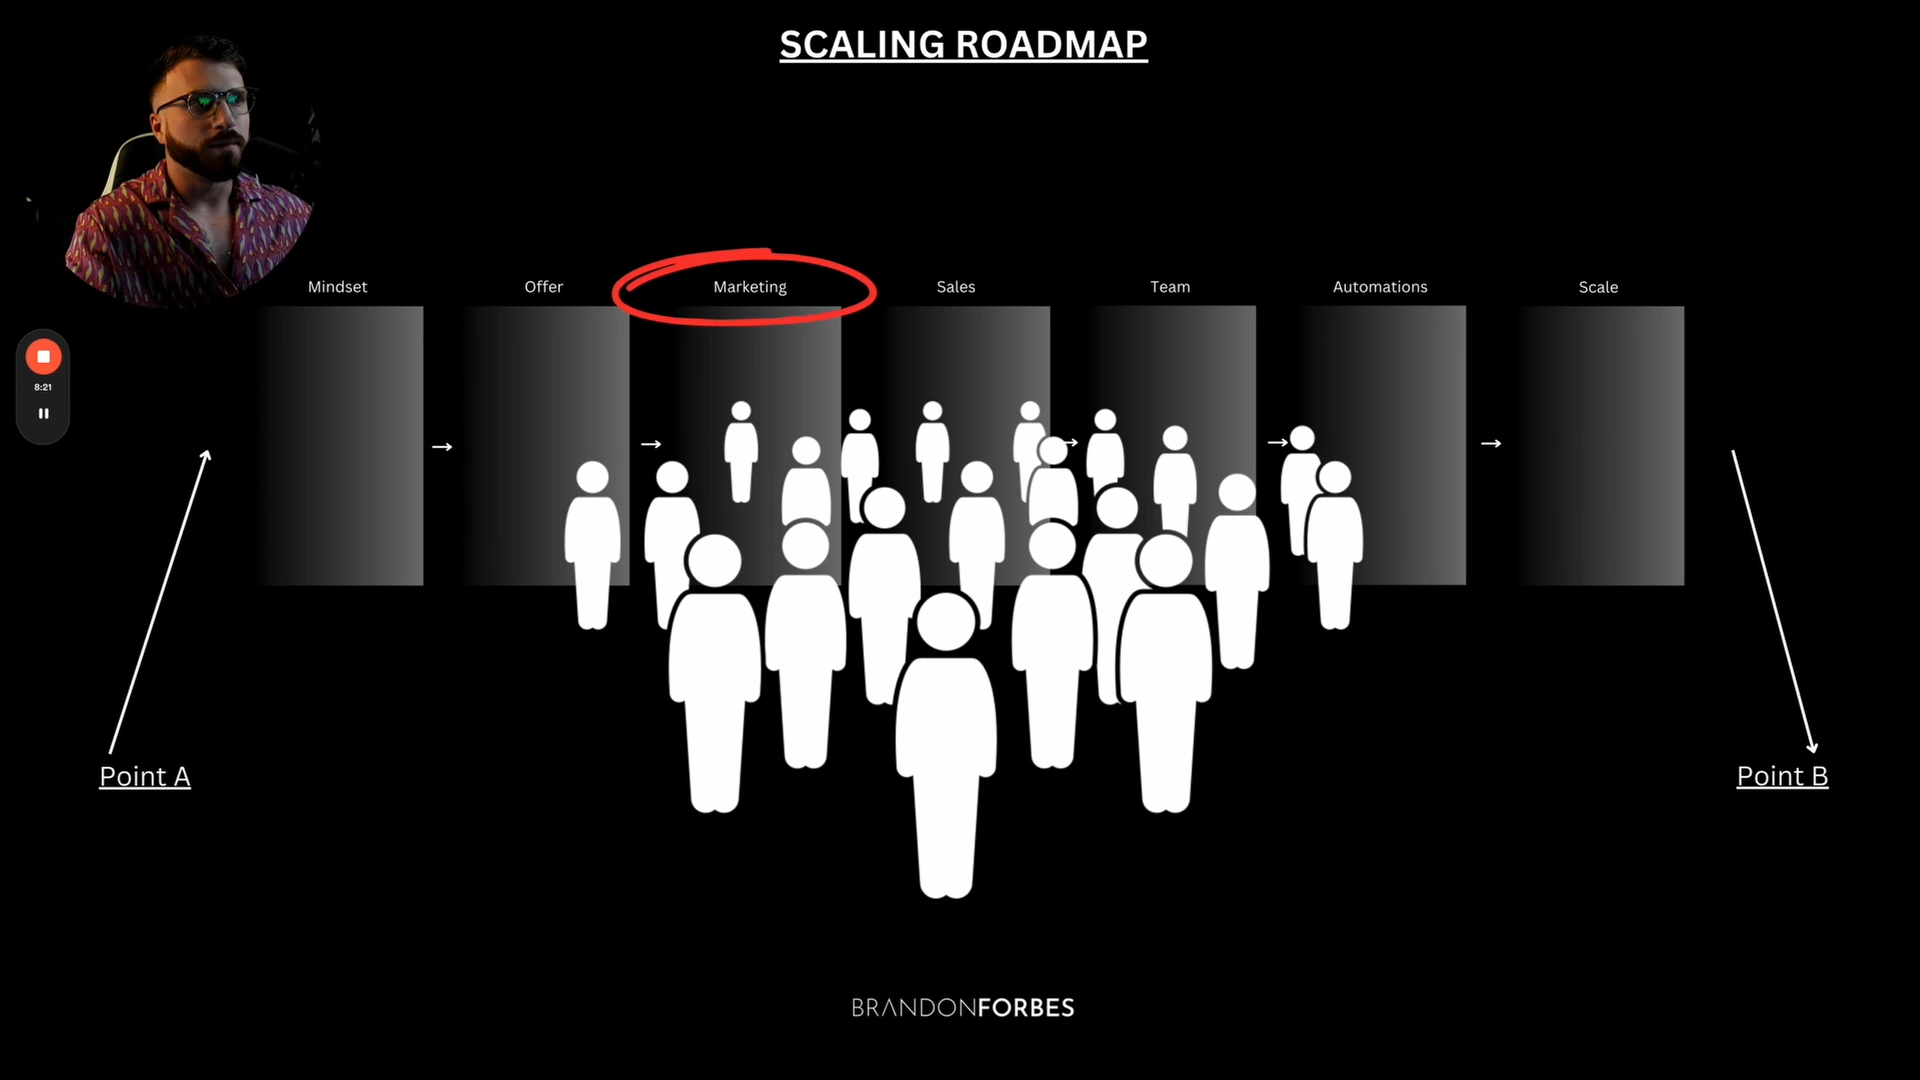 SCALING ROADMAP
Mindset
Offer
Marketing
Sales
Team
Automations
Scale
8:21
Point A
Point B
BRANDONFORBES